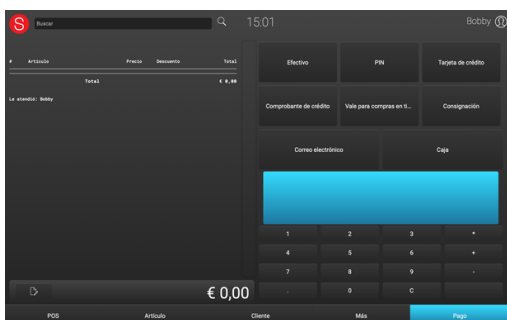 S Buscar 15:01 Bobby
# Artículo Precio Descuento Total
Total € 0,00
Le atendió: Bobby
Efectivo PIN Tarjeta de crédito
Comprobante de crédito Vale para compras en ti... Consignación
Correo electrónico Caja
1 2 3 *
4 5 6 +
7 8 9 -
. 0 C
€ 0,00
POS Artículo Cliente Más Pago